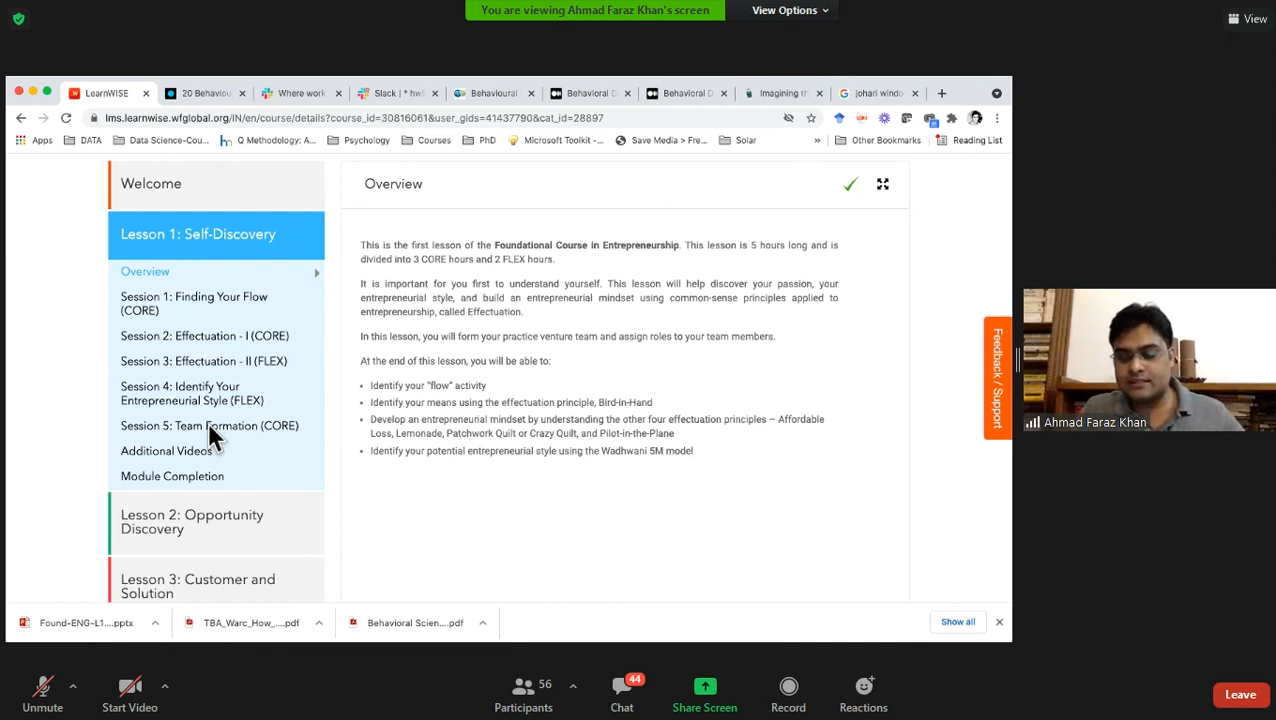 You are viewing Ahmad Faraz Khan's screen
View Options
View
LearnWISE
20 Behaviou
Where work
Slack | * hw
Behavioural
Behavioral D
Behavioral D
Imagining th
johari windo
lms.learnwise.wfglobal.org/IN/en/course/details?course_id=30816061&user_gids=41437790&cat_id=28897
Apps
DATA
Data Science-Cou...
Q Methodology: A...
Psychology
Courses
PhD
Microsoft Toolkit -...
Save Media > Fre...
Solar
»
Other Bookmarks
Reading List
Welcome
Lesson 1: Self-Discovery
Overview
Session 1: Finding Your Flow
(CORE)
Session 2: Effectuation - I (CORE)
Session 3: Effectuation - II (FLEX)
Session 4: Identify Your
Entrepreneurial Style (FLEX)
Session 5: Team Formation (CORE)
Additional Videos
Module Completion
Lesson 2: Opportunity
Discovery
Lesson 3: Customer and
Solution
Overview
This is the first lesson of the Foundational Course in Entrepreneurship. This lesson is 5 hours long and is
divided into 3 CORE hours and 2 FLEX hours.
It is important for you first to understand yourself. This lesson will help discover your passion, your
entrepreneurial style, and build an entrepreneurial mindset using common-sense principles applied to
entrepreneurship, called Effectuation.
In this lesson, you will form your practice venture team and assign roles to your team members.
At the end of this lesson, you will be able to:
• Identify your "flow" activity
• Identify your means using the effectuation principle, Bird-in-Hand
• Develop an entrepreneurial mindset by understanding the other four effectuation principles – Affordable
Loss, Lemonade, Patchwork Quilt or Crazy Quilt, and Pilot-in-the-Plane
• Identify your potential entrepreneurial style using the Wadhwani 5M model
Feedback / Support
Ahmad Faraz Khan
Found-ENG-L1....pptx
TBA_Warc_How_....pdf
Behavioral Scien....pdf
Show all
Unmute
Start Video
56
Participants
44
Chat
Share Screen
Record
Reactions
Leave